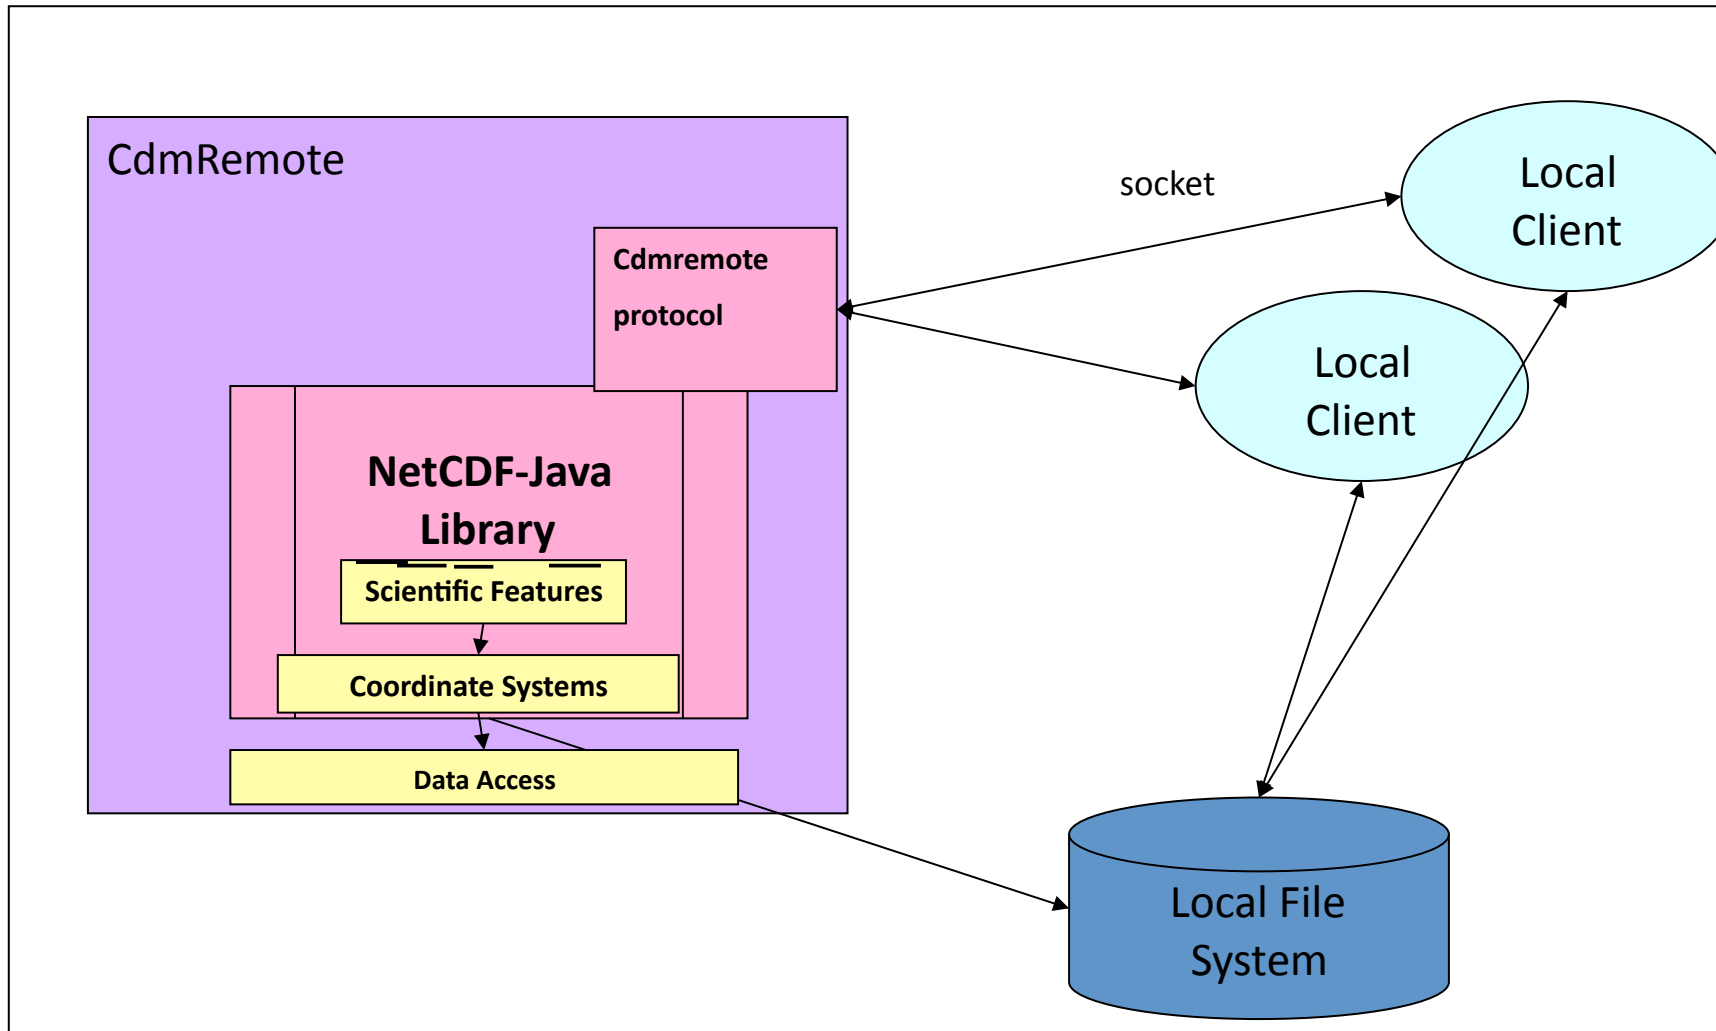 CdmRemote
socket
Local
Client
Cdmremote
protocol
Local
Client
NetCDF-Java
Library
Scientific Features
Coordinate Systems
Data Access
Local File
System